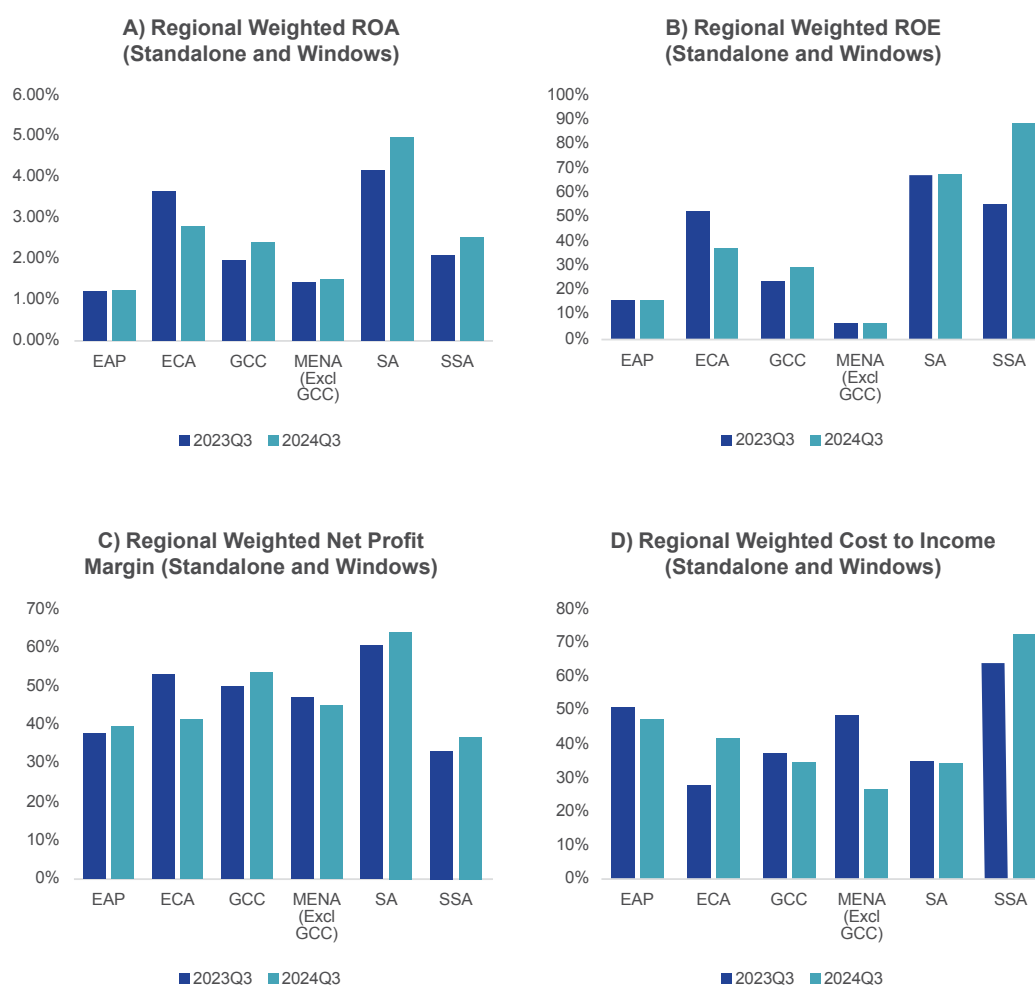 A) Regional Weighted ROA
(Standalone and Windows)
6.00%
5.00%
4.00%
3.00%
2.00%
1.00%
0.00%
EAP ECA GCC MENA SA SSA
(Excl
GCC)
2023Q3 2024Q3
B) Regional Weighted ROE
(Standalone and Windows)
100%
90%
80%
70%
60%
50%
40%
30%
20%
10%
0%
EAP ECA GCC MENA SA SSA
(Excl
GCC)
2023Q3 2024Q3
C) Regional Weighted Net Profit
Margin (Standalone and Windows)
70%
60%
50%
40%
30%
20%
10%
0%
EAP ECA GCC MENA SA SSA
(Excl
GCC)
2023Q3 2024Q3
D) Regional Weighted Cost to Income
(Standalone and Windows)
80%
70%
60%
50%
40%
30%
20%
10%
0%
EAP ECA GCC MENA SA SSA
(Excl
GCC)
2023Q3 2024Q3